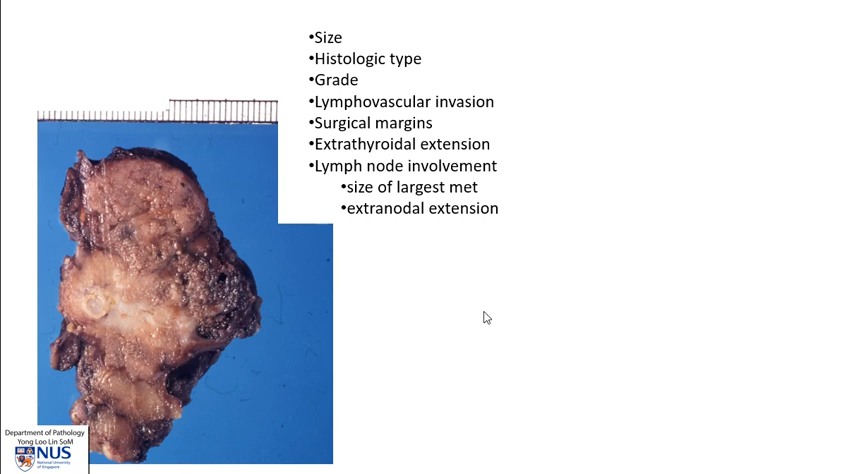 •Size
•Histologic type
•Grade
•Lymphovascular invasion
•Surgical margins
•Extrathyroidal extension
•Lymph node involvement
•size of largest met
•extranodal extension
Department of Pathology
Yong Loo Lin SoM
NUS
National University
of Singapore